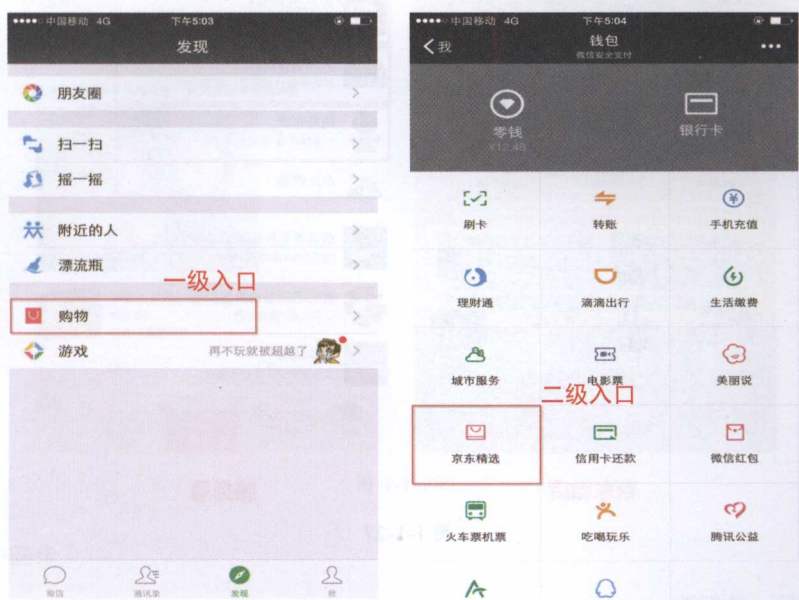 中国移动 4G 下午5:03
发现
朋友圈
扫一扫
摇一摇
附近的人
漂流瓶
一级入口
购物
游戏 再不玩就被超越了
微信 通讯录 发现 我
中国移动 4G 下午5:04
我 钱包
微信安全支付
零钱 银行卡
¥12.48
刷卡 转账 手机充值
理财通 滴滴出行 生活缴费
城市服务 电影票 美丽说
二级入口
京东精选 信用卡还款 微信红包
火车票机票 吃喝玩乐 腾讯公益